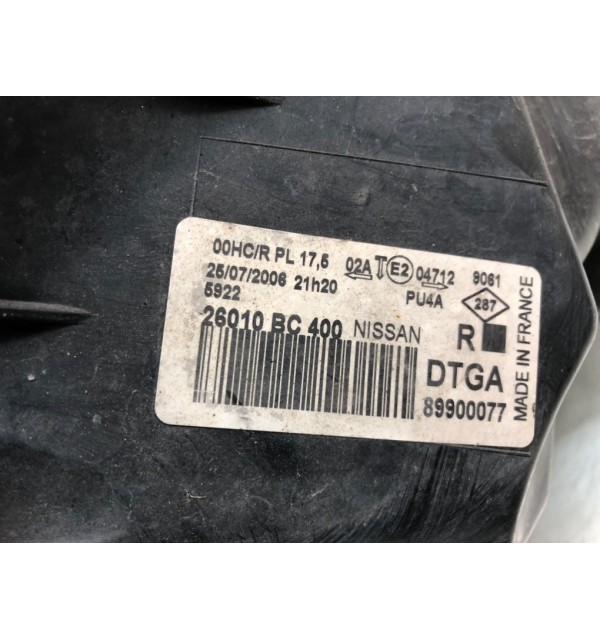 00HC/R PL 17,5 02A T E2 04712 9061
25/07/2006 21h20 PU4A 287
5922
26010 BC 400 NISSAN R
DTGA
89900077
MADE IN FRANCE